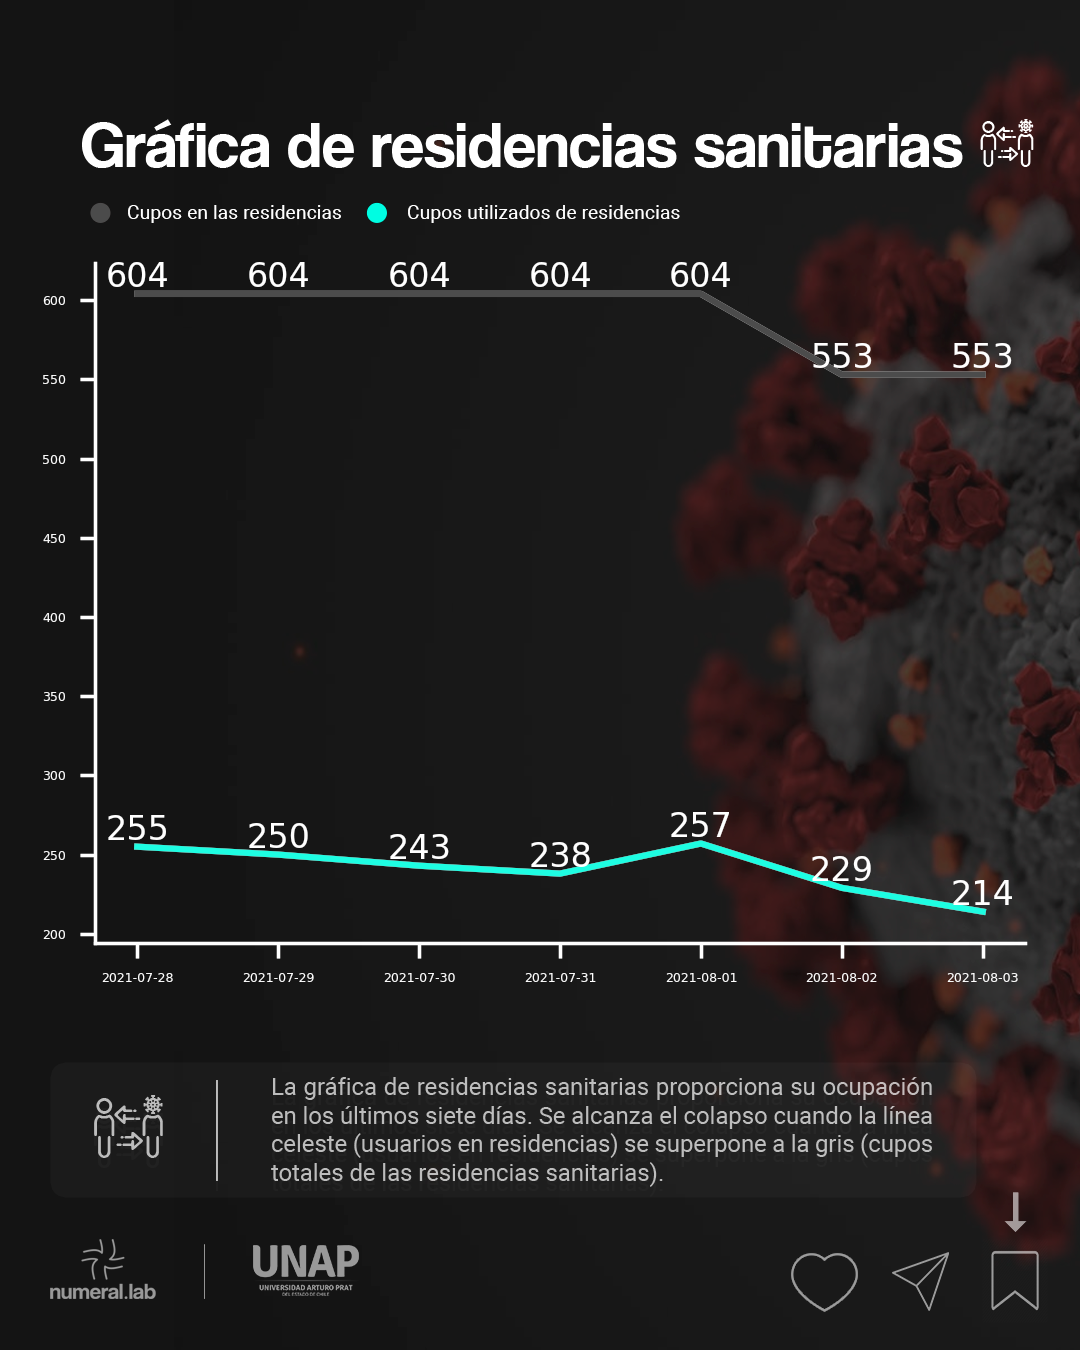 Gráfica de residencias sanitarias
Cupos en las residencias
Cupos utilizados de residencias
604 604 604 604 604 553 553
600
550
500
450
400
350
300
250
200
255 250 243 238 257 229 214
2021-07-28 2021-07-29 2021-07-30 2021-07-31 2021-08-01 2021-08-02 2021-08-03
La gráfica de residencias sanitarias proporciona su ocupación
en los últimos siete días. Se alcanza el colapso cuando la línea
celeste (usuarios en residencias) se superpone a la gris (cupos
totales de las residencias sanitarias).
numeral.lab
UNAP
UNIVERSIDAD ARTURO PRAT
DEL ESTADO DE CHILE